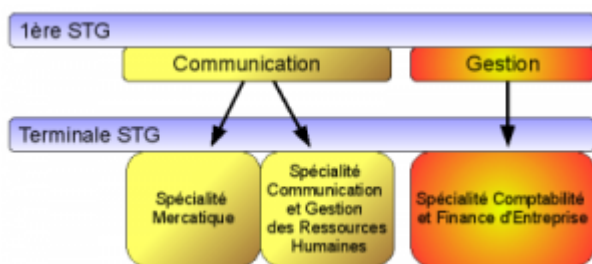 1ère STG
Communication
Gestion
Terminale STG
Spécialité
Mercatique
Spécialité
Communication
et Gestion
des Ressources
Humaines
Spécialité Comptabilité
et Finance d'Entreprise